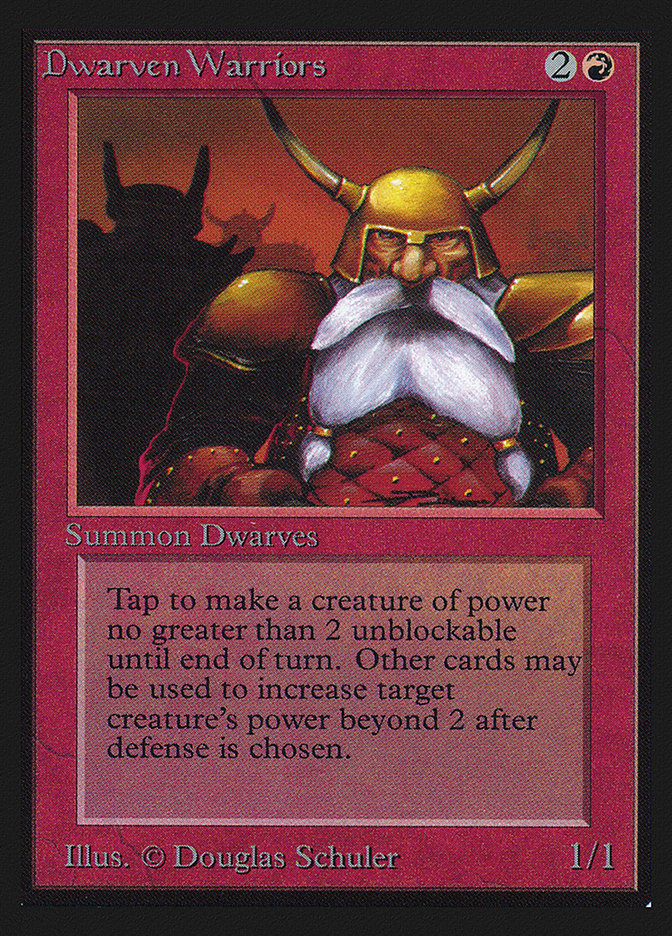 Dwarven Warriors 2
Summon Dwarves
Tap to make a creature of power
no greater than 2 unblockable
until end of turn. Other cards may
be used to increase target
creature's power beyond 2 after
defense is chosen.
Illus. © Douglas Schuler 1/1